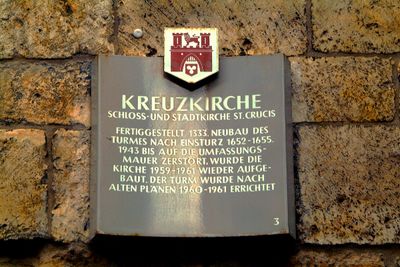 KREUZKIRCHE
SCHLOSS-UND STADTKIRCHE ST. CRUCIS
FERTIGGESTELLT 1333. NEUBAU DES
TURMES NACH EINSTURZ 1652-1655.
1943 BIS AUF DIE UMFASSUNGS-
MAUER ZERSTÖRT, WURDE DIE
KIRCHE 1959-1961 WIEDER AUFGE-
BAUT. DER TURM WURDE NACH
ALTEN PLÄNEN 1960-1961 ERRICHTET
3